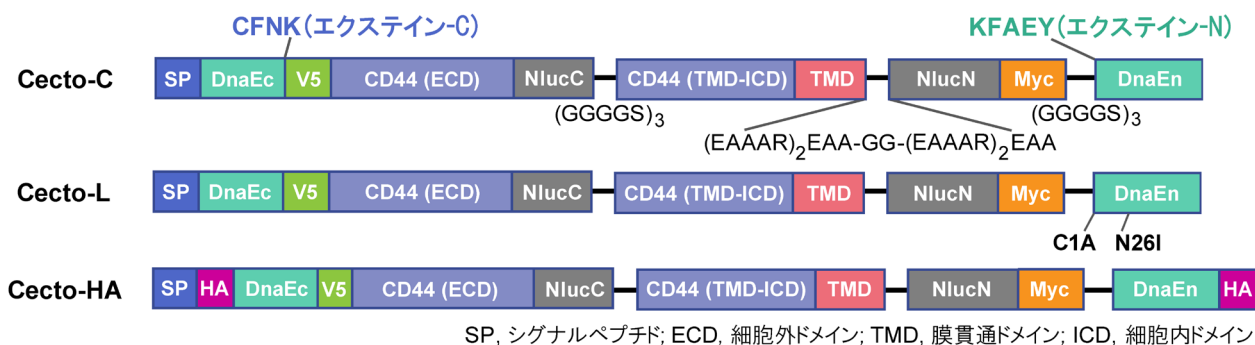 CFNK(エクステイン-C)
KFAEY(エクステイン-N)
Cecto-C
SP DnaEc V5 CD44 (ECD) NlucC CD44 (TMD-ICD) TMD NlucN Myc DnaEn
(GGGGS)3 (GGGGS)3
(EAAAR)2EAA-GG-(EAAAR)2EAA
Cecto-L
SP DnaEc V5 CD44 (ECD) NlucC CD44 (TMD-ICD) TMD NlucN Myc DnaEn
C1A N26I
Cecto-HA
SP HA DnaEc V5 CD44 (ECD) NlucC CD44 (TMD-ICD) TMD NlucN Myc DnaEn HA
SP, シグナルペプチド; ECD, 細胞外ドメイン; TMD, 膜貫通ドメイン; ICD, 細胞内ドメイン